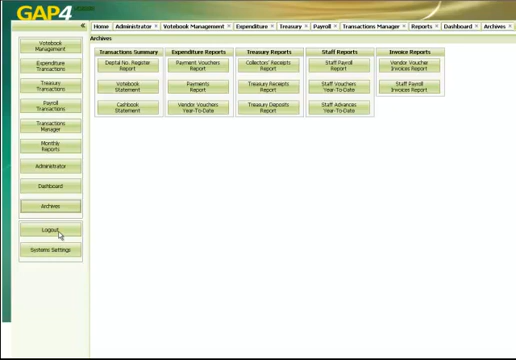 GAP4.com
Home Administrator Votebook Management Expenditure Treasury Payroll Transactions Manager Reports Dashboard Archives
Archives
Votebook
Management
Expenditure
Transactions
Treasury
Transactions
Payroll
Transactions
Transactions
Manager
Monthly
Reports
Administrator
Dashboard
Archives
Logout
Systems Settings
Transactions Summary
Deptal No. Register
Report
Votebook
Statement
Cashbook
Statement
Expenditure Reports
Payment Vouchers
Report
Payments
Report
Vendor Vouchers
Year-To-Date
Treasury Reports
Collectors' Receipts
Report
Treasury Receipts
Report
Treasury Deposits
Report
Staff Reports
Staff Payroll
Report
Staff Vouchers
Year-To-Date
Staff Advances
Year-To-Date
Invoice Reports
Vendor Voucher
Invoices Report
Staff Payroll
Invoices Report